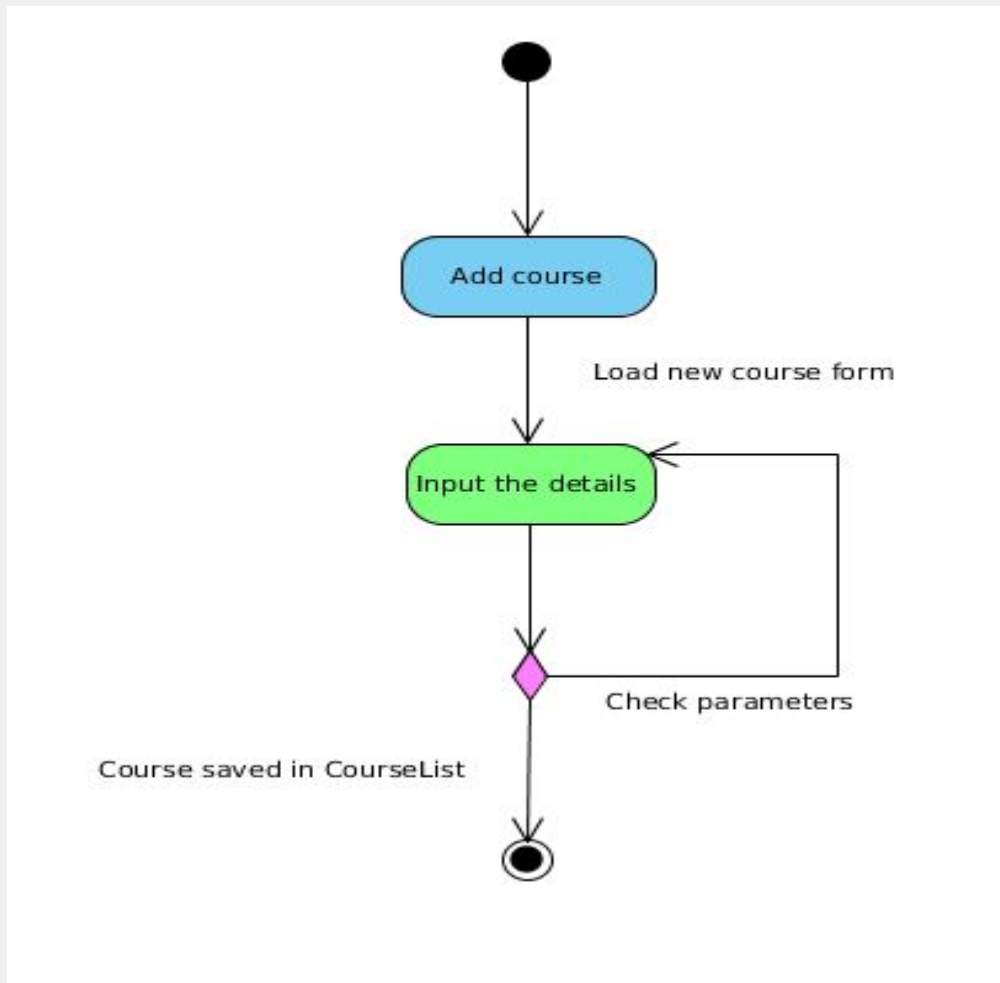 Add course
Load new course form
Input the details
Check parameters
Course saved in CourseList